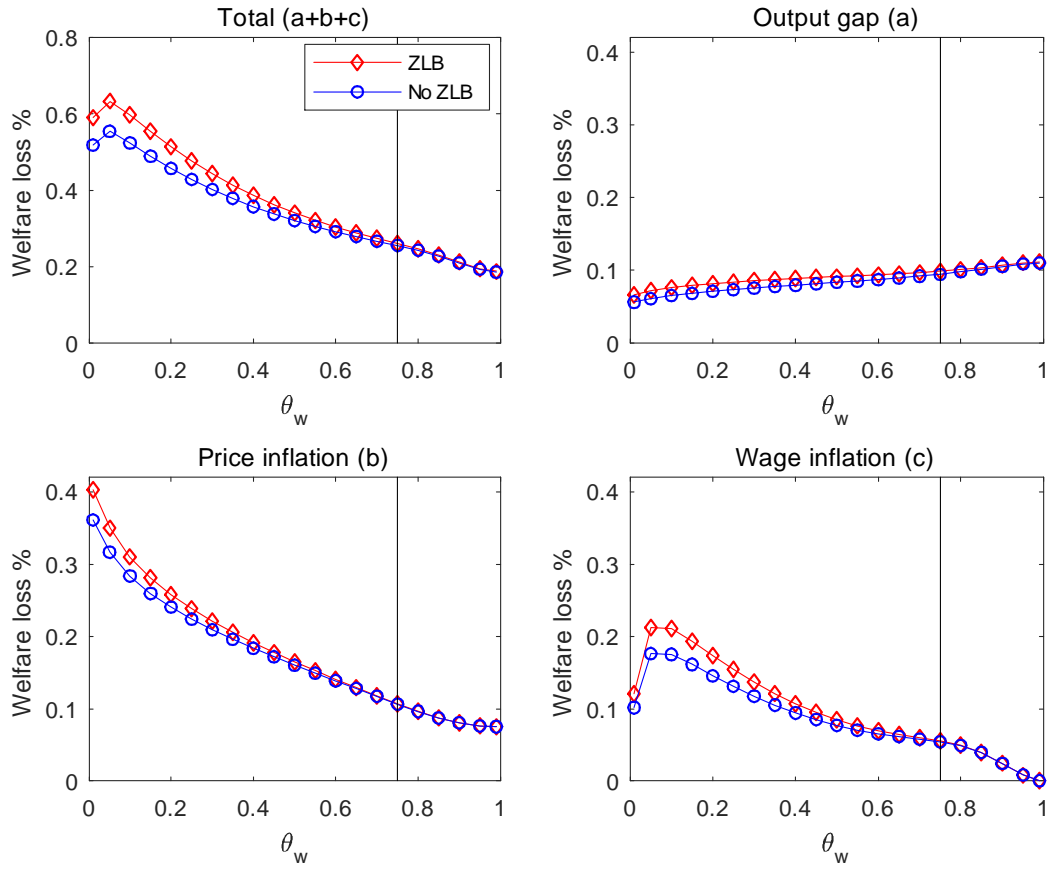 Total (a+b+c)
Welfare loss %
0.8
0.6
0.4
0.2
0
ZLB
No ZLB
0 0.2 0.4 0.6 0.8 1
θw
Output gap (a)
Welfare loss %
0.4
0.3
0.2
0.1
0
0 0.2 0.4 0.6 0.8 1
θw
Price inflation (b)
Welfare loss %
0.4
0.3
0.2
0.1
0
0 0.2 0.4 0.6 0.8 1
θw
Wage inflation (c)
Welfare loss %
0.4
0.3
0.2
0.1
0
0 0.2 0.4 0.6 0.8 1
θw